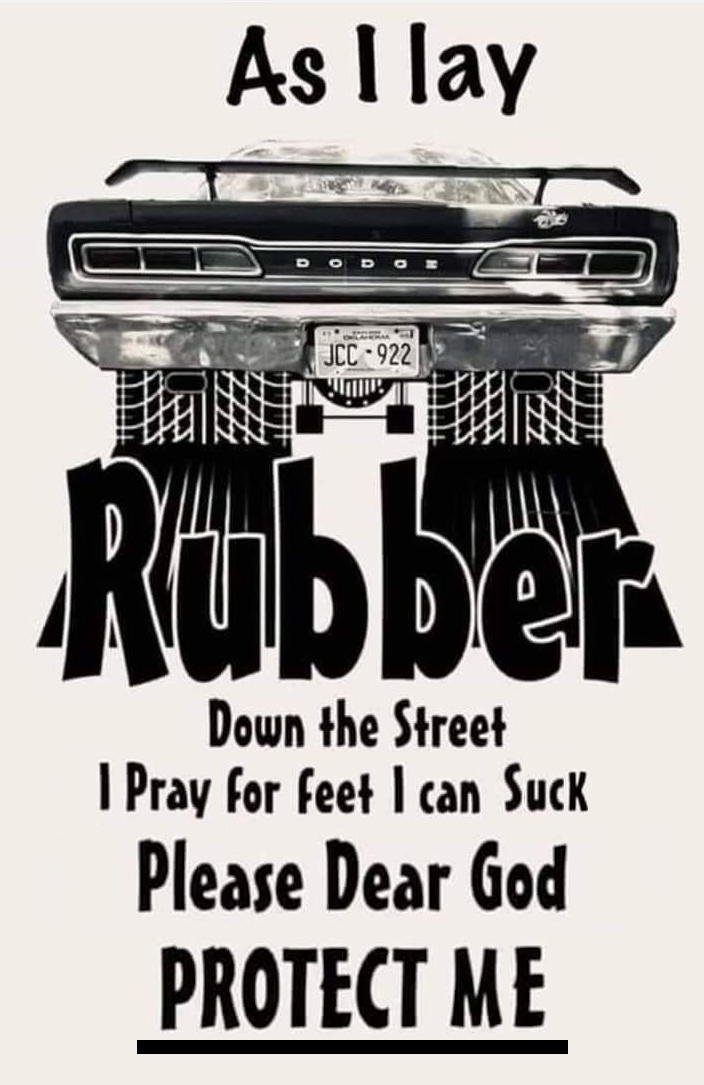 As I lay
DODGE
OKLAHOMA
JCC-922
Rubber
Down the Street
I Pray for feet I can Suck
Please Dear God
PROTECT ME